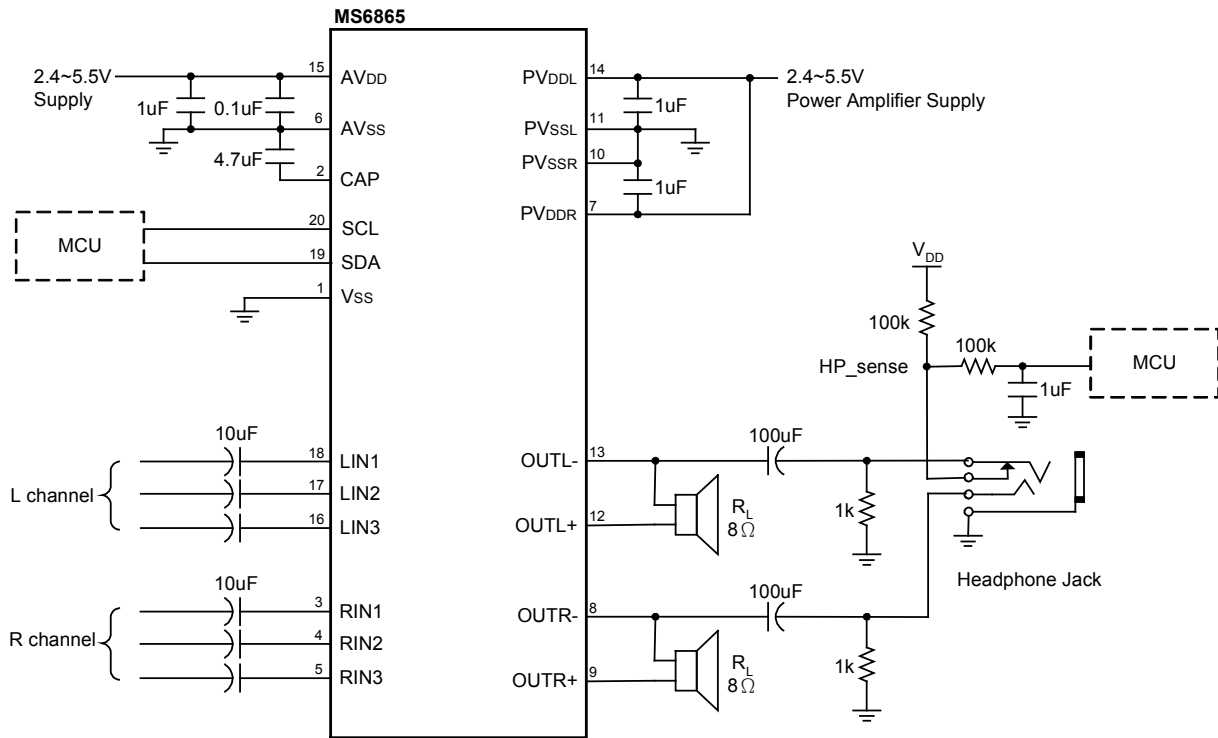 MS6865
2.4~5.5V
Supply
1uF
0.1uF
4.7uF
15
6
2
20
19
1
AVDD
AVSS
CAP
SCL
SDA
VSS
MCU
PVDDL
PVSSL
PVSSR
PVDDR
14
11
10
7
1uF
1uF
2.4~5.5V
Power Amplifier Supply
VDD
100k
100k
HP_sense
1uF
MCU
10uF
L channel
18
17
16
LIN1
LIN2
LIN3
10uF
R channel
3
4
5
RIN1
RIN2
RIN3
OUTL-
OUTL+
13
12
RL
8Ω
100uF
1k
Headphone Jack
OUTR-
OUTR+
8
9
RL
8Ω
100uF
1k